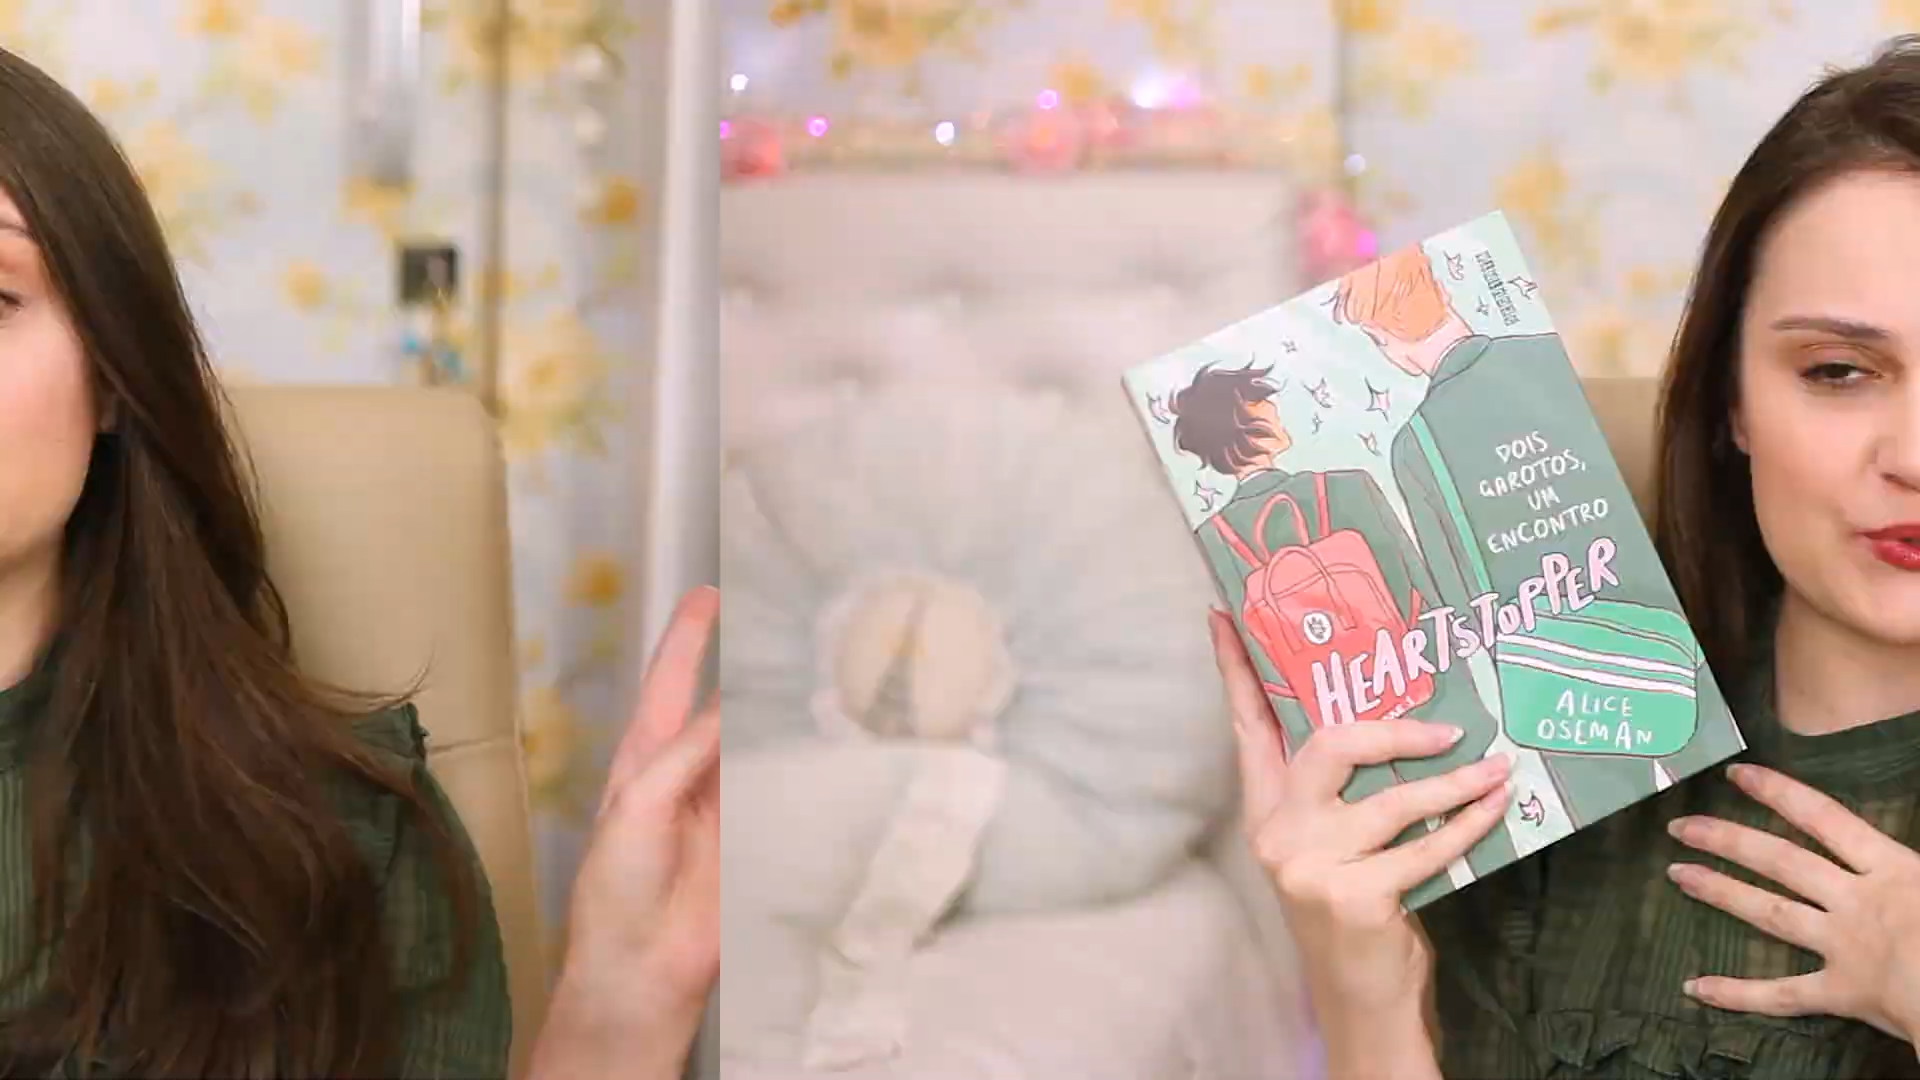 DOIS
GAROTOS,
UM
ENCONTRO
HEARTSTOPPER
ALICE
OSEMAN